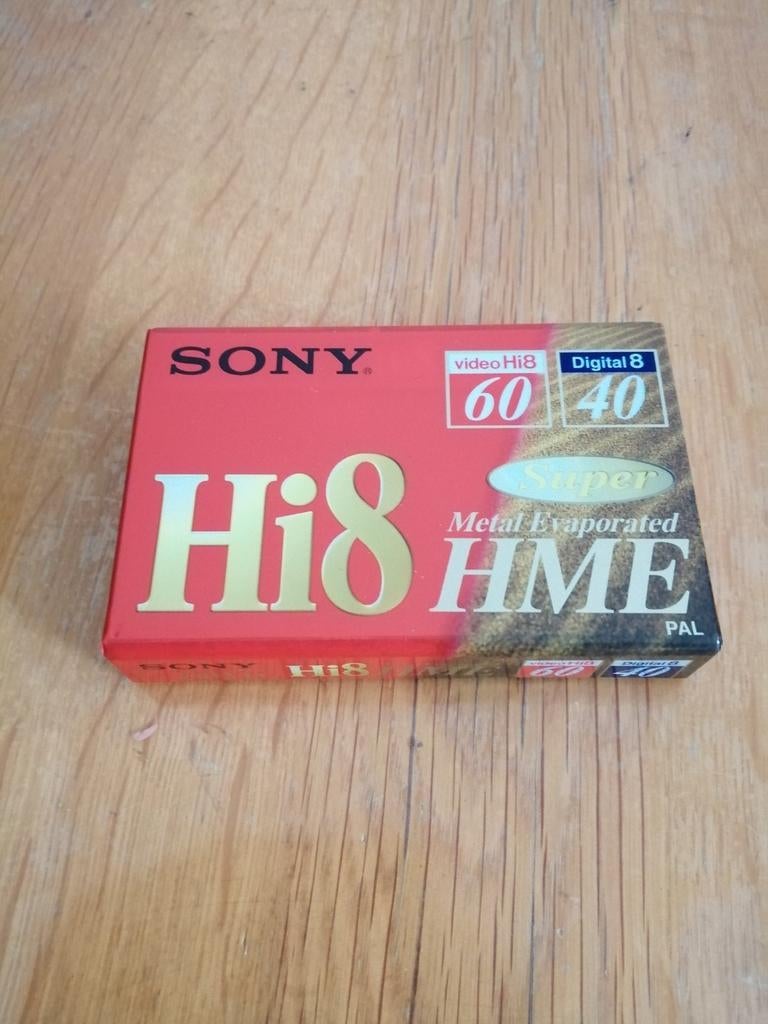 SONY®
video Hi8
60
Digital 8
40
Super
Hi8
Metal Evaporated
HME
PAL
SONY
Hi8
video Hi8
60
Digital 8
40